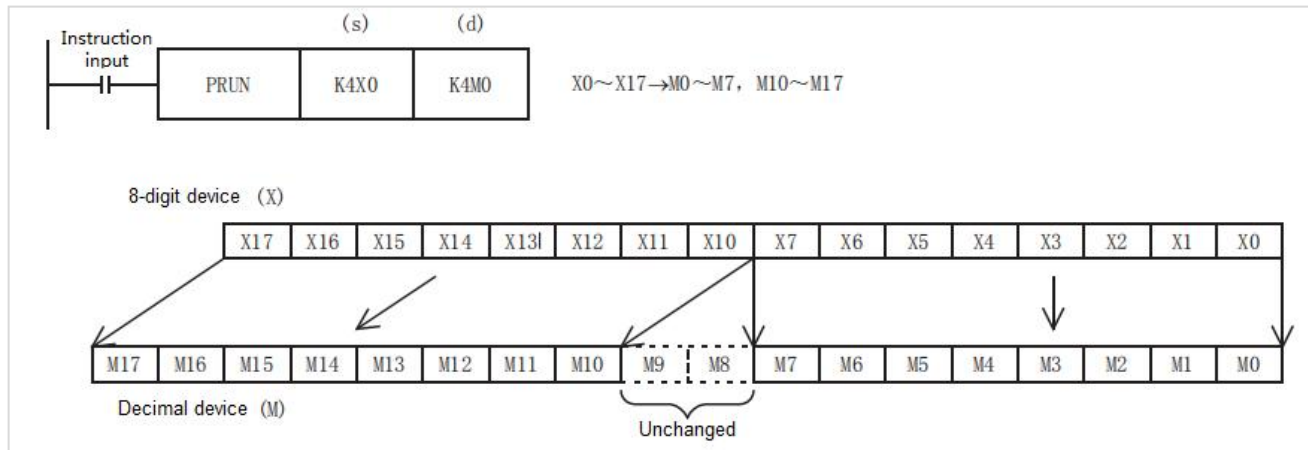 (s) (d)
Instruction
input
PRUN K4X0 K4M0 X0～X17→M0～M7, M10～M17
8-digit device (X)
X17 X16 X15 X14 X13l X12 X11 X10 X7 X6 X5 X4 X3 X2 X1 X0
M17 M16 M15 M14 M13 M12 M11 M10 M9 M8 M7 M6 M5 M4 M3 M2 M1 M0
Decimal device (M)
Unchanged